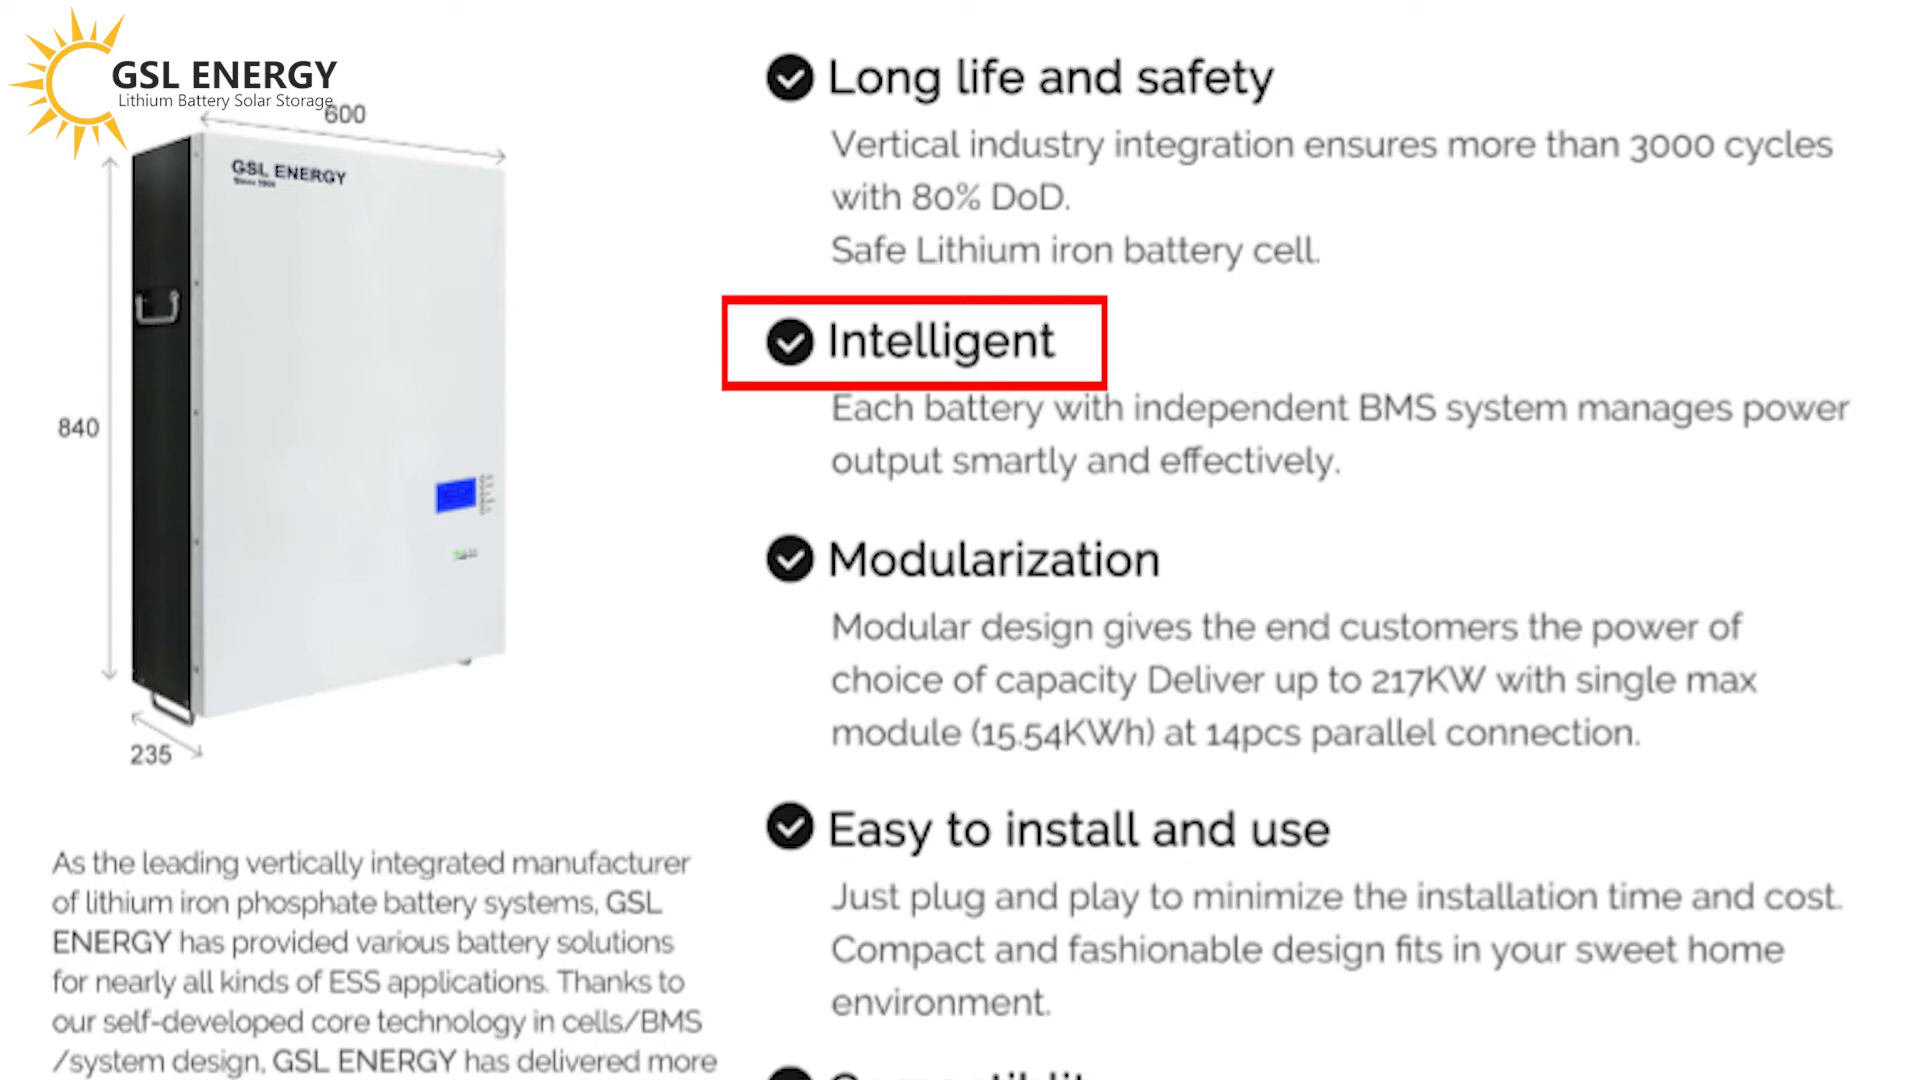 GSL ENERGY
Lithium Battery Solar Storage
600
GSL ENERGY
840
235
As the leading vertically integrated manufacturer
of lithium iron phosphate battery systems, GSL
ENERGY has provided various battery solutions
for nearly all kinds of ESS applications. Thanks to
our self-developed core technology in cells/BMS
/system design, GSL ENERGY has delivered more
Long life and safety
Vertical industry integration ensures more than 3000 cycles
with 80% DoD.
Safe Lithium iron battery cell.
Intelligent
Each battery with independent BMS system manages power
output smartly and effectively.
Modularization
Modular design gives the end customers the power of
choice of capacity Deliver up to 217KW with single max
module (15.54KWh) at 14pcs parallel connection.
Easy to install and use
Just plug and play to minimize the installation time and cost.
Compact and fashionable design fits in your sweet home
environment.